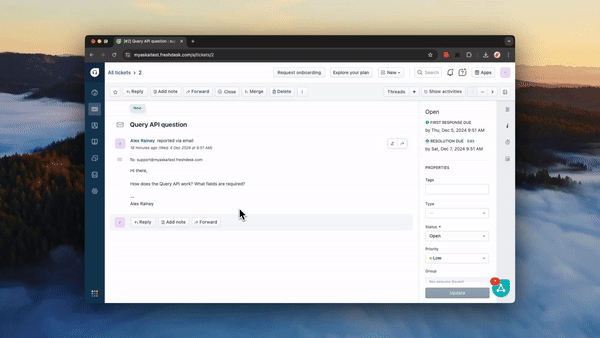 [#2] Query API question : su
myaskaitest.freshdesk.com/a/tickets/2
All tickets > 2
Request onboarding
Explore your plan
New
Search
Apps
Reply
Add note
Forward
Close
Merge
Delete
Threads
Show activities
New
Query API question
Alex Rainey reported via email
19 minutes ago (Wed, 4 Dec 2024 at 9:51 AM)
To: support@myaskaitest.freshdesk.com
Hi there,
How does the Query API work? What fields are required?
--
Alex Rainey
Reply
Add note
Forward
Open
FIRST RESPONSE DUE
by Thu, Dec 5, 2024 9:51 AM
RESOLUTION DUE Edit
by Sat, Dec 7, 2024 9:51 AM
PROPERTIES
Tags
Type
--
Status *
Open
Priority
Low
Group
Update